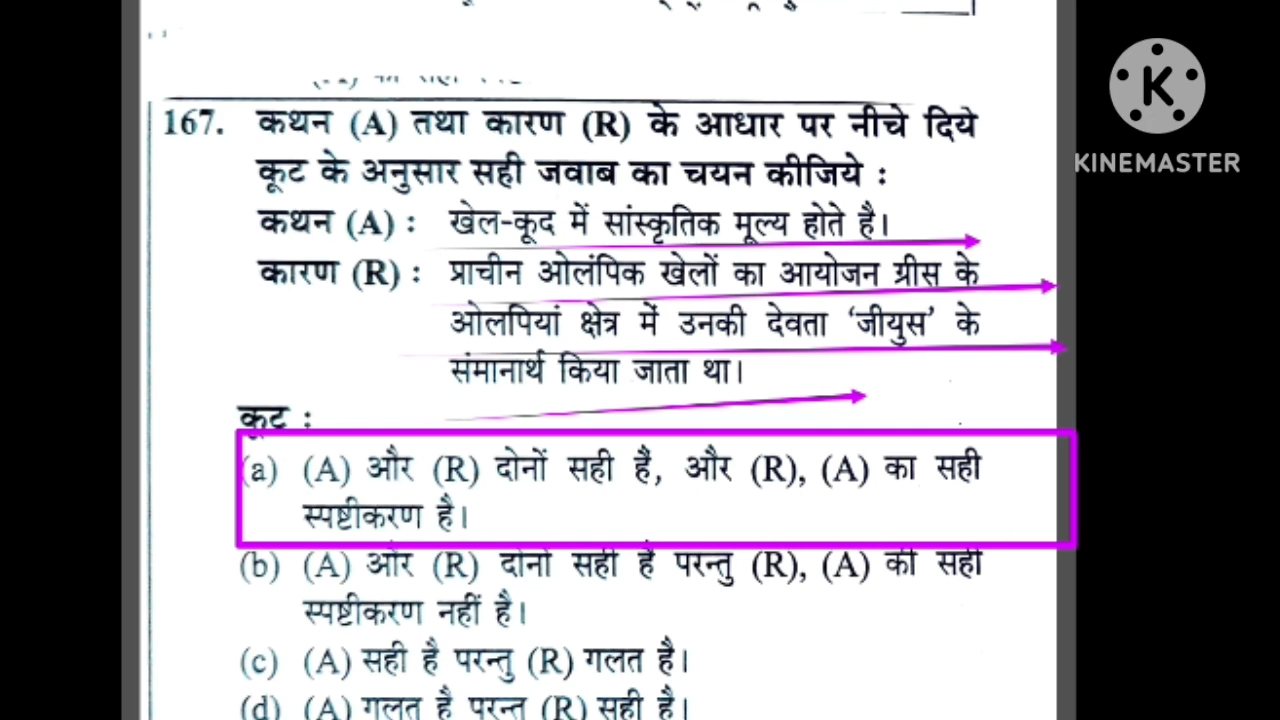 KINEMASTER
167. कथन (A) तथा कारण (R) के आधार पर नीचे दिये
कूट के अनुसार सही जवाब का चयन कीजिये :
कथन (A) : खेल-कूद में सांस्कृतिक मूल्य होते है।
कारण (R) : प्राचीन ओलंपिक खेलों का आयोजन ग्रीस के
ओलपियां क्षेत्र में उनकी देवता 'जीयुस' के
संमानार्थ किया जाता था।
कूट :
(a) (A) और (R) दोनों सही हैं, और (R), (A) का सही
स्पष्टीकरण है।
(b) (A) और (R) दोनों सही हैं परन्तु (R), (A) की सही
स्पष्टीकरण नहीं है।
(c) (A) सही है परन्तु (R) गलत है।
(d) (A) गलत है परन्तु (R) सही है।